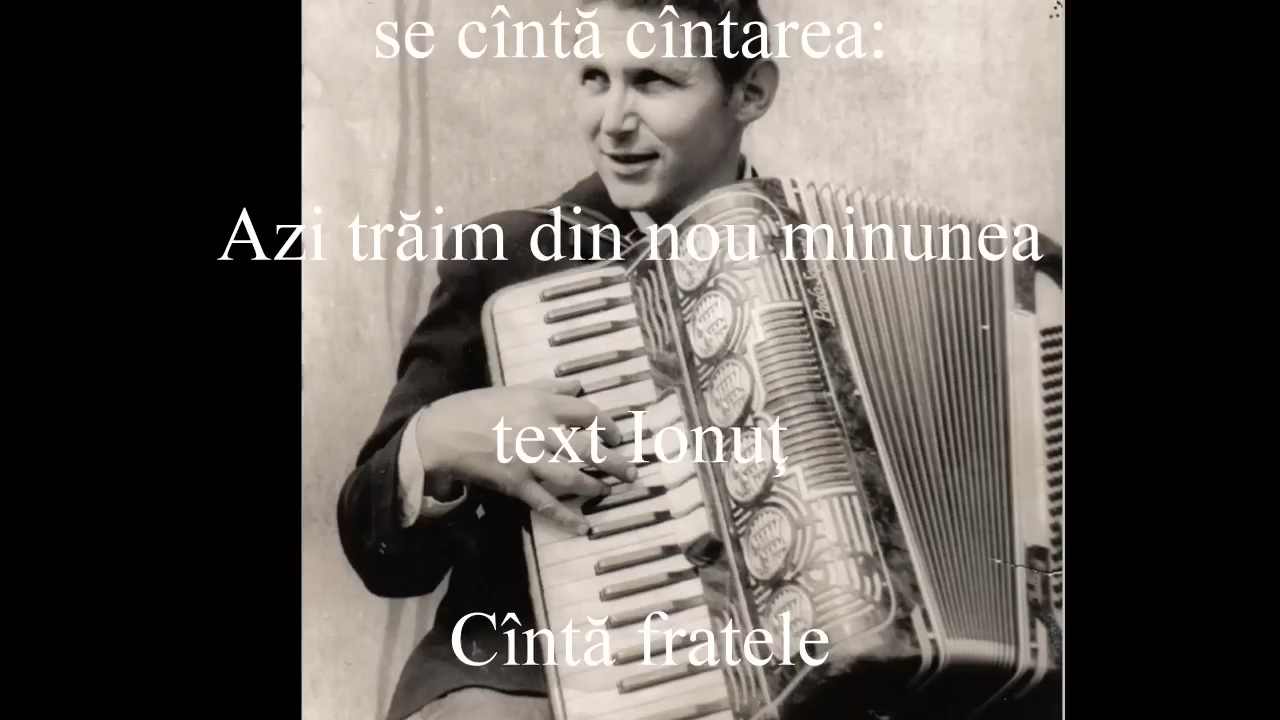 se cîntă cîntarea:
Azi trăim din nou minunea
text Ionuţ
Cîntă fratele